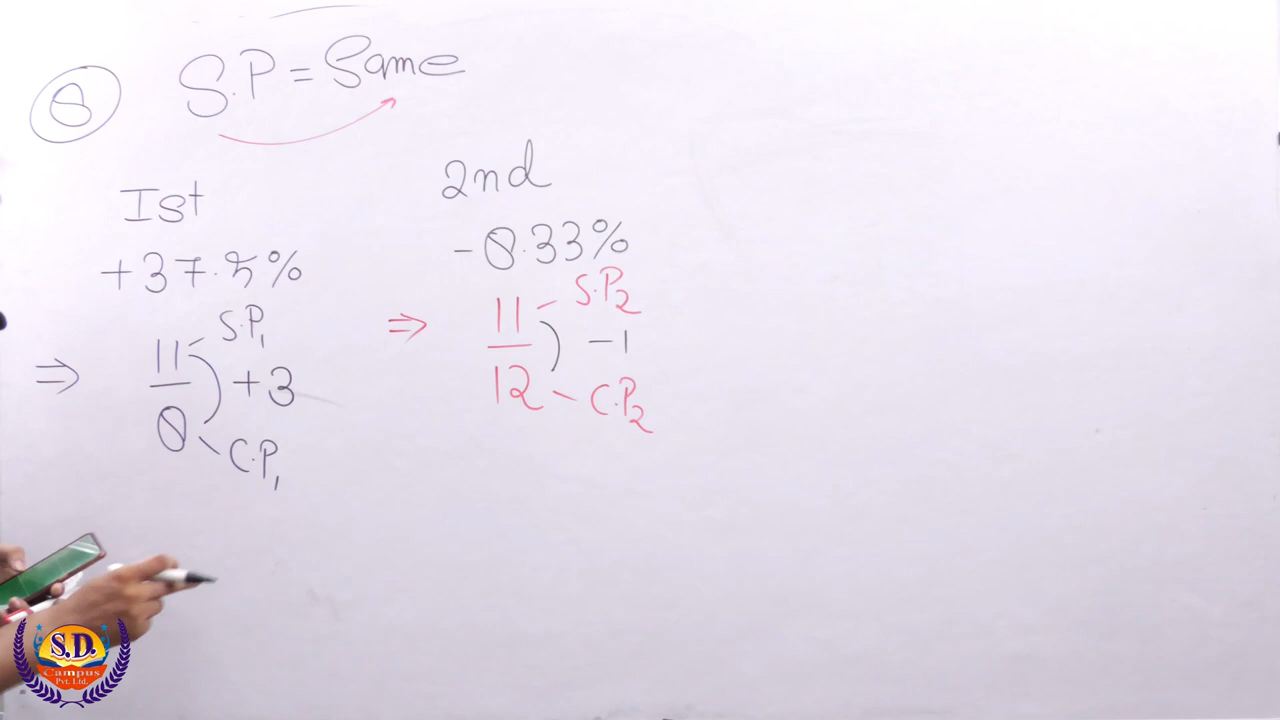 8 S.P = Same
Ist
+37.5%
⇒ 11/8 ) +3
S.P₁
C.P₁
2nd
-8.33%
⇒ 11/12 ) -1
S.P₂
C.P₂
S.D.
Campus
Pvt. Ltd.